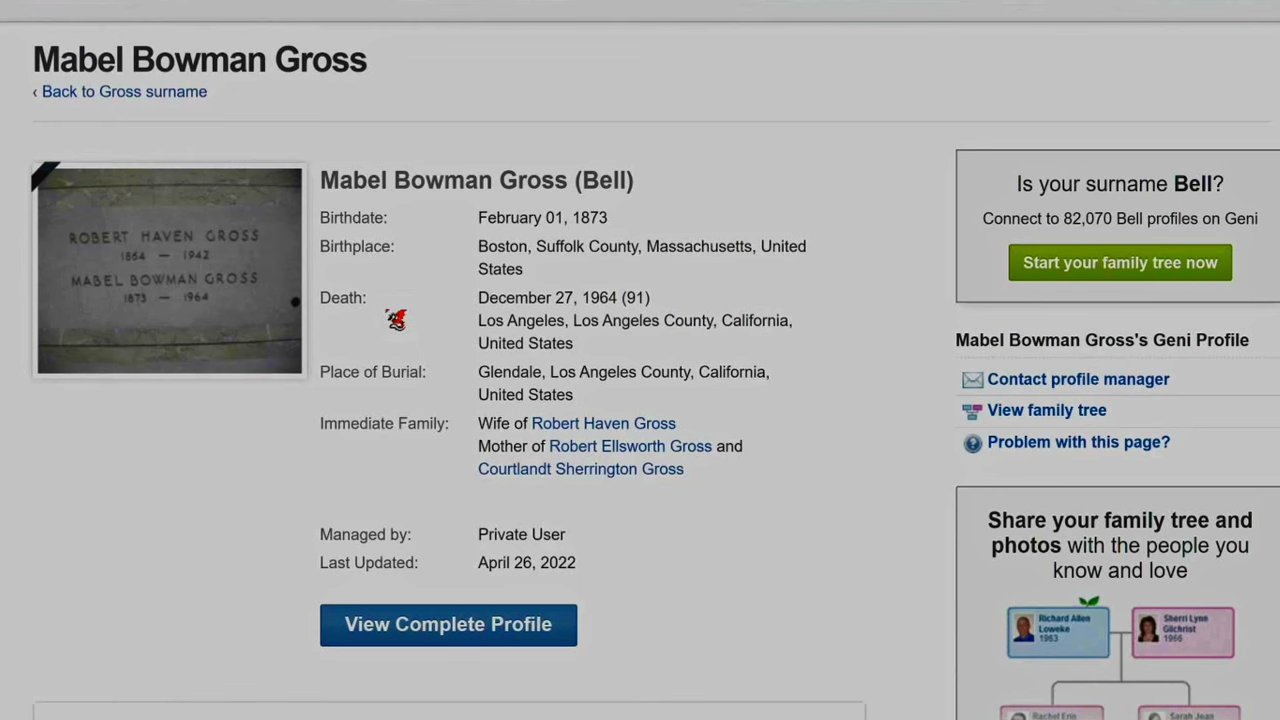 Mabel Bowman Gross
‹ Back to Gross surname
ROBERT HAVEN GROSS
1864 — 1942
MABEL BOWMAN GROSS
1873 — 1964
Mabel Bowman Gross (Bell)
Birthdate: February 01, 1873
Birthplace: Boston, Suffolk County, Massachusetts, United
States
Death: December 27, 1964 (91)
Los Angeles, Los Angeles County, California,
United States
Place of Burial: Glendale, Los Angeles County, California,
United States
Immediate Family: Wife of Robert Haven Gross
Mother of Robert Ellsworth Gross and
Courtlandt Sherrington Gross
Managed by: Private User
Last Updated: April 26, 2022
View Complete Profile
Is your surname Bell?
Connect to 82,070 Bell profiles on Geni
Start your family tree now
Mabel Bowman Gross's Geni Profile
Contact profile manager
View family tree
Problem with this page?
Share your family tree and
photos with the people you
know and love
Richard Allen
Loweke
1963
Sherri Lynn
Gilchrist
1966
Rachel Erin
Sarah Jean